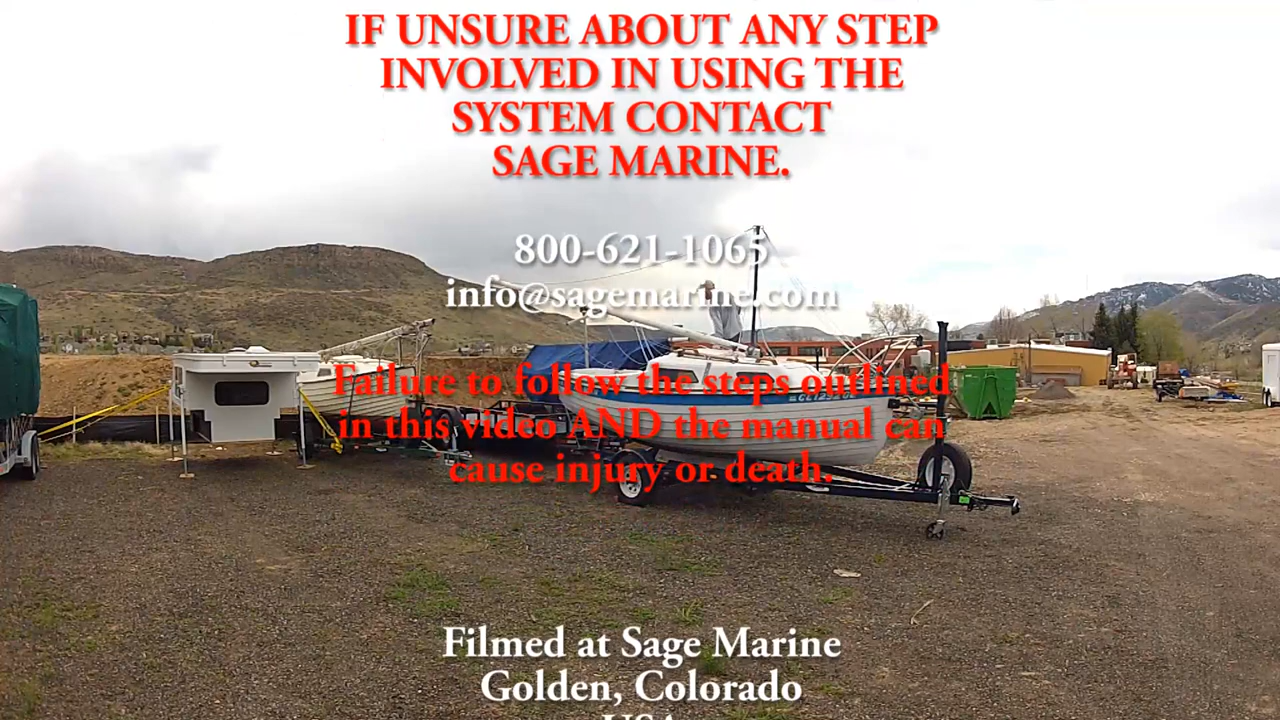 IF UNSURE ABOUT ANY STEP
INVOLVED IN USING THE
SYSTEM CONTACT
SAGE MARINE.
800-621-1065
info@sagemarine.com
Failure to follow the steps outlined
in this video AND the manual can
cause injury or death.
Filmed at Sage Marine
Golden, Colorado
USA